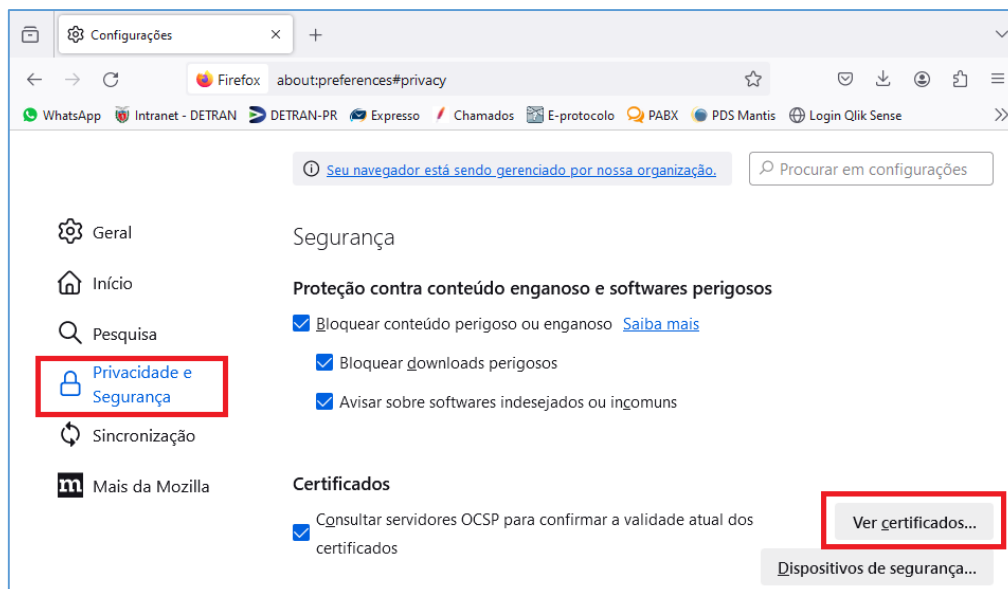 Configurações
Firefox about:preferences#privacy
WhatsApp Intranet - DETRAN DETRAN-PR Expresso Chamados E-protocolo PABX PDS Mantis Login Qlik Sense
Seu navegador está sendo gerenciado por nossa organização.
Procurar em configurações
Geral
Início
Pesquisa
Privacidade e
Segurança
Sincronização
Mais da Mozilla
Segurança
Proteção contra conteúdo enganoso e softwares perigosos
Bloquear conteúdo perigoso ou enganoso Saiba mais
Bloquear downloads perigosos
Avisar sobre softwares indesejados ou incomuns
Certificados
Consultar servidores OCSP para confirmar a validade atual dos
certificados
Ver certificados...
Dispositivos de segurança...